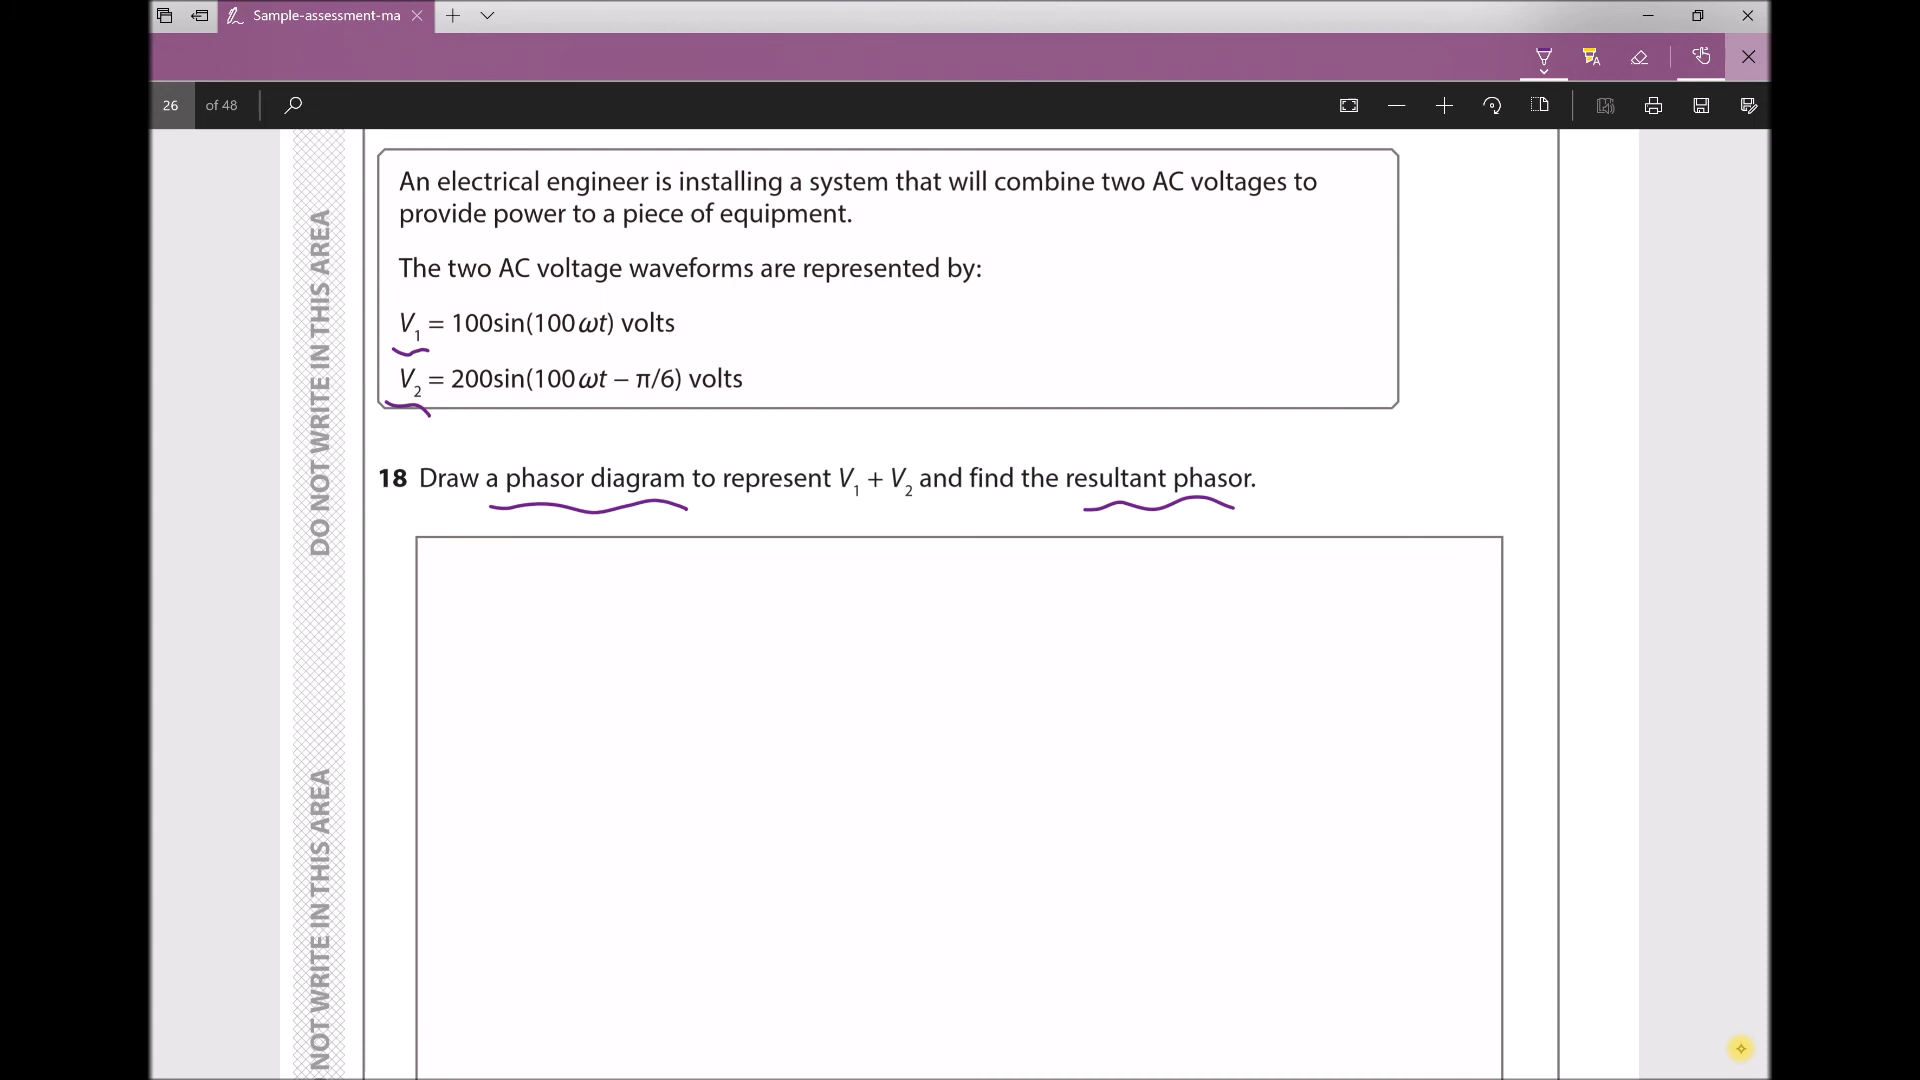 Sample-assessment-ma
26 of 48
An electrical engineer is installing a system that will combine two AC voltages to
provide power to a piece of equipment.
The two AC voltage waveforms are represented by:
V₁ = 100sin(100ωt) volts
V₂ = 200sin(100ωt – π/6) volts
18 Draw a phasor diagram to represent V₁ + V₂ and find the resultant phasor.
DO NOT WRITE IN THIS AREA
NOT WRITE IN THIS AREA